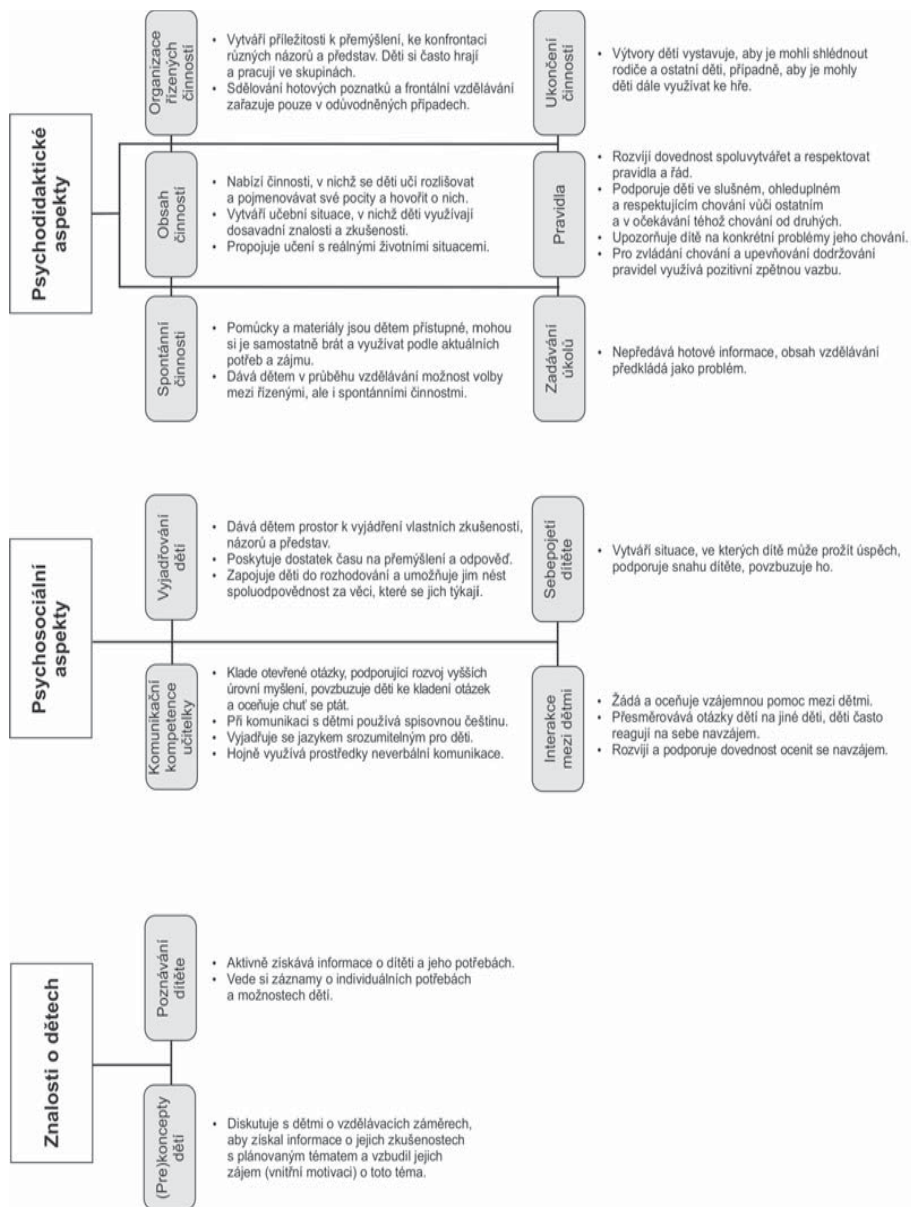 Psychodidaktické
aspekty
Organizace
řízených
činností
• Vytváří příležitosti k přemýšlení, ke konfrontaci
různých názorů a představ. Děti si často hrají
a pracují ve skupinách.
• Sdělování hotových poznatků a frontální vzdělávání
zařazuje pouze v odůvodněných případech.
Ukončení
činnosti
• Výtvory dětí vystavuje, aby je mohli shlédnout
rodiče a ostatní děti, případně, aby je mohly
děti dále využívat ke hře.
Obsah
činností
• Nabízí činnosti, v nichž se děti učí rozlišovat
a pojmenovávat své pocity a hovořit o nich.
• Vytváří učební situace, v nichž děti využívají
dosavadní znalosti a zkušenosti.
• Propojuje učení s reálnými životními situacemi.
Pravidla
• Rozvíjí dovednost spoluvytvářet a respektovat
pravidla a řád.
• Podporuje děti ve slušném, ohleduplném
a respektujícím chování vůči ostatním
a v očekávání téhož chování od druhých.
• Upozorňuje dítě na konkrétní problémy jeho chování.
• Pro zvládání chování a upevňování dodržování
pravidel využívá pozitivní zpětnou vazbu.
Spontánní
činnosti
• Pomůcky a materiály jsou dětem přístupné, mohou
si je samostatně brát a využívat podle aktuálních
potřeb a zájmu.
• Dává dětem v průběhu vzdělávání možnost volby
mezi řízenými, ale i spontánními činnostmi.
Zadávání
úkolů
• Nepředává hotové informace, obsah vzdělávání
předkládá jako problém.
Psychosociální
aspekty
Vyjadřování
dětí
• Dává dětem prostor k vyjádření vlastních zkušeností,
názorů a představ.
• Poskytuje dostatek času na přemýšlení a odpověď.
• Zapojuje děti do rozhodování a umožňuje jim nést
spoluodpovědnost za věci, které se jich týkají.
Sebepojetí
dítěte
• Vytváří situace, ve kterých dítě může prožít úspěch,
podporuje snahu dítěte, povzbuzuje ho.
Komunikační
kompetence
učitelky
• Klade otevřené otázky, podporující rozvoj vyšších
úrovní myšlení, povzbuzuje děti ke kladení otázek
a oceňuje chuť se ptát.
• Při komunikaci s dětmi používá spisovnou češtinu.
• Vyjadřuje se jazykem srozumitelným pro děti.
• Hojně využívá prostředky neverbální komunikace.
Interakce
mezi dětmi
• Žádá a oceňuje vzájemnou pomoc mezi dětmi.
• Přesměrovává otázky dětí na jiné děti, děti často
reagují na sebe navzájem.
• Rozvíjí a podporuje dovednost ocenit se navzájem.
Znalosti o dětech
Poznávání
dítěte
• Aktivně získává informace o dítěti a jeho potřebách.
• Vede si záznamy o individuálních potřebách
a možnostech dětí.
(Pre)koncepty
dětí
• Diskutuje s dětmi o vzdělávacích záměrech,
aby získal informace o jejich zkušenostech
s plánovaným tématem a vzbudil jejich
zájem (vnitřní motivaci) o toto téma.